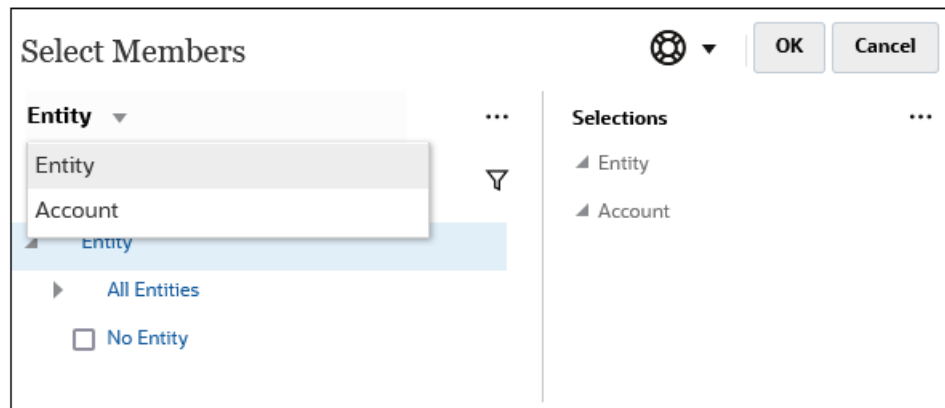 Select Members
OK
Cancel
Entity
Entity
Account
Entity
All Entities
No Entity
Selections
Entity
Account